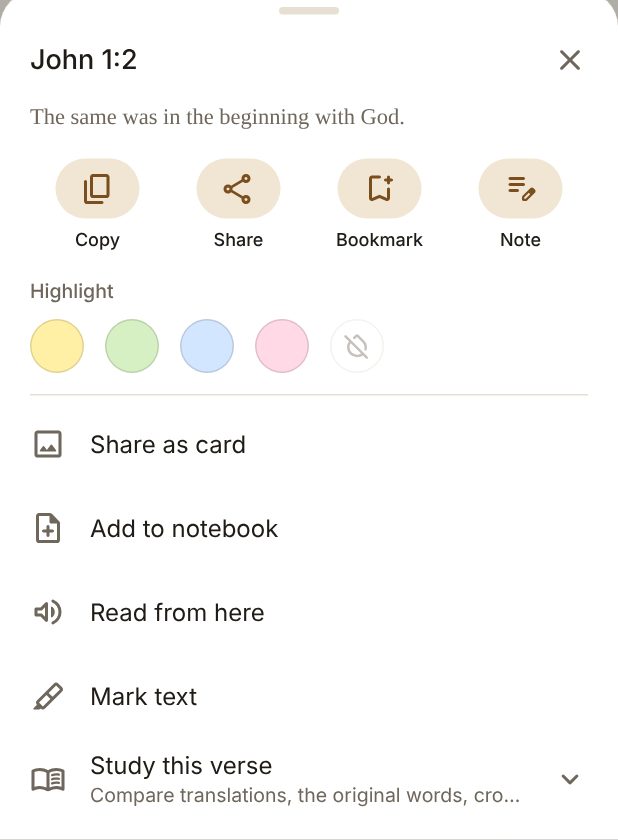 John 1:2
The same was in the beginning with God.
Copy Share Bookmark Note
Highlight
Share as card
Add to notebook
Read from here
Mark text
Study this verse
Compare translations, the original words, cro...